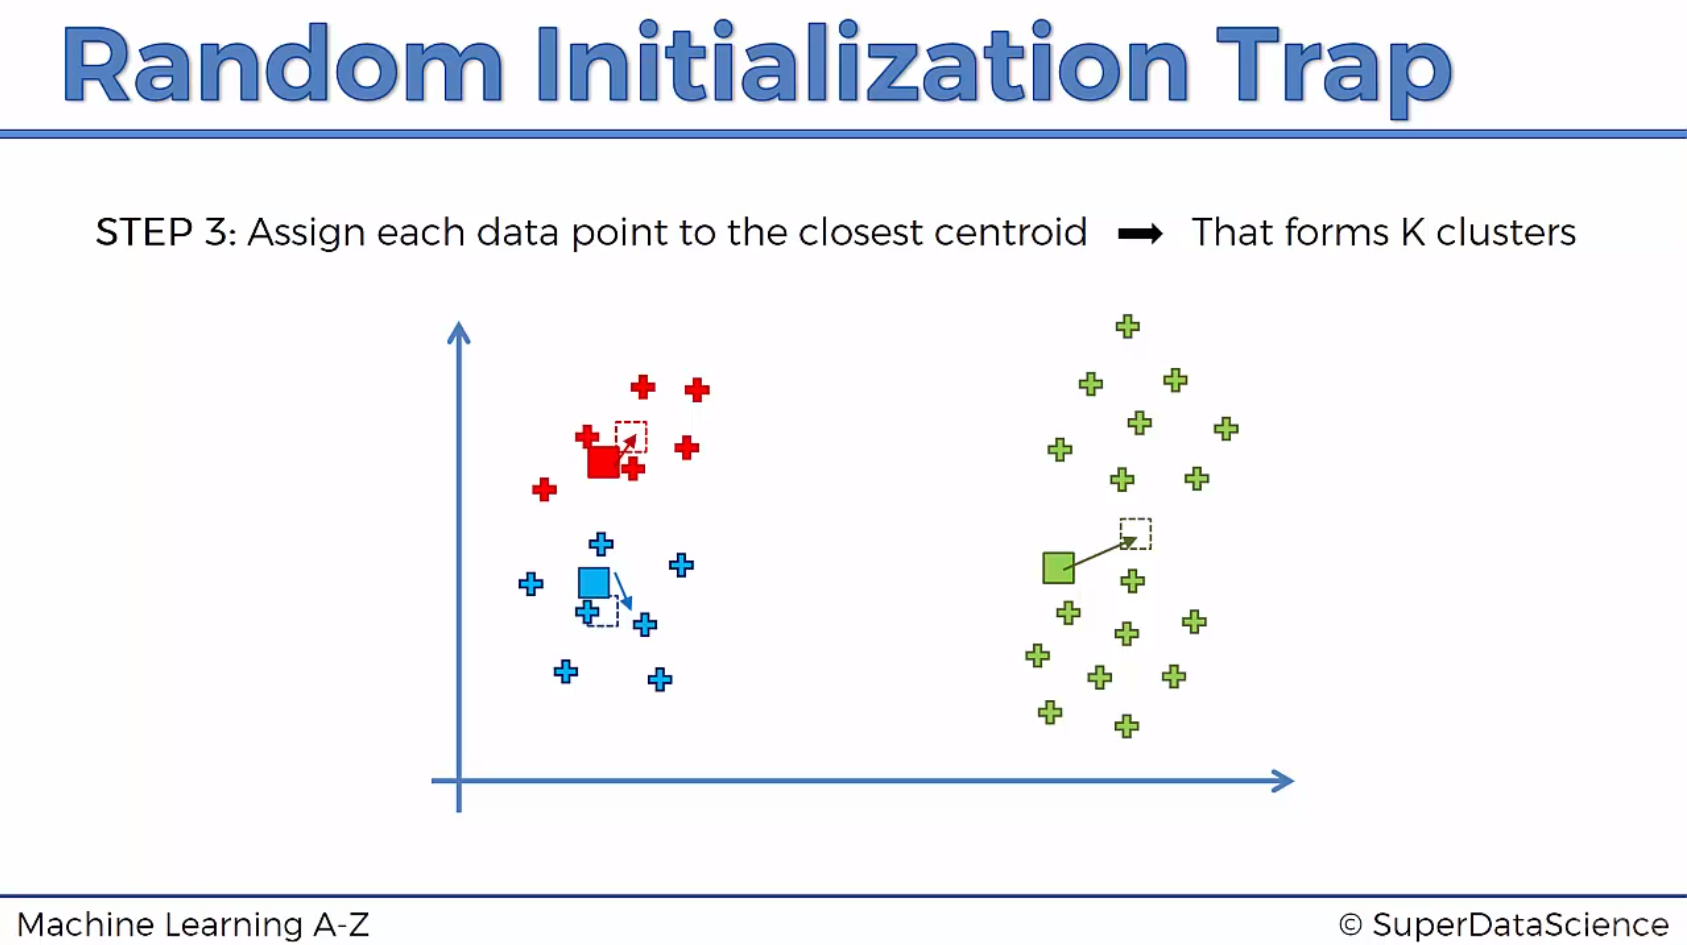 Random Initialization Trap
STEP 3: Assign each data point to the closest centroid ➡ That forms K clusters
Machine Learning A-Z
© SuperDataScience